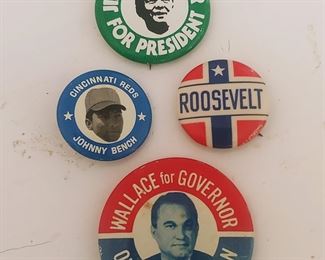 FOR PRESIDENT
CINCINNATI REDS
JOHNNY BENCH
ROOSEVELT
WALLACE for GOVERNOR